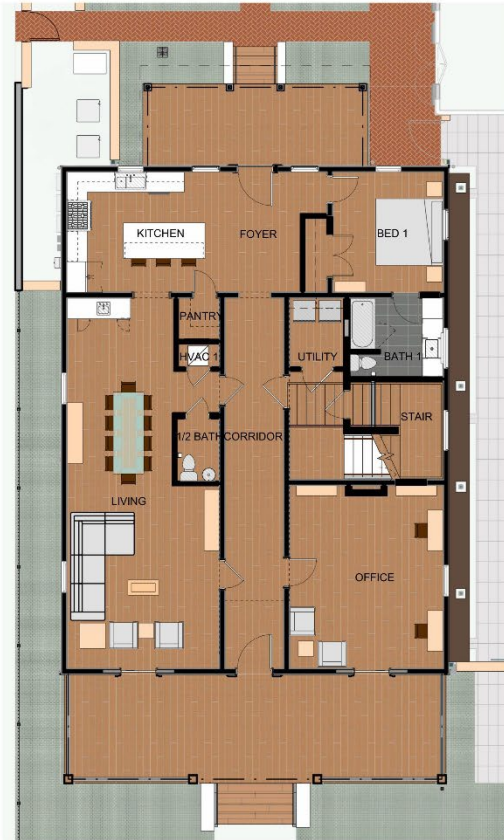 KITCHEN
FOYER
BED 1
PANTRY
HVAC 1
UTILITY
BATH 1
STAIR
1/2 BATH
CORRIDOR
LIVING
OFFICE